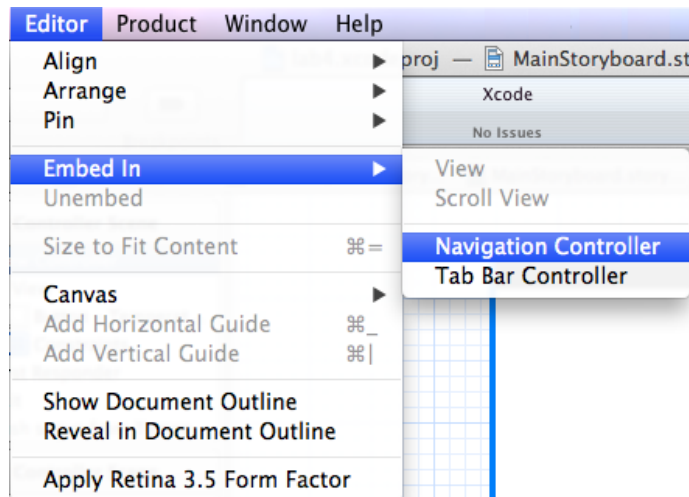 Editor Product Window Help
proj — MainStoryboard.st
Xcode
No Issues
Align
Arrange
Pin
Embed In
Unembed
Size to Fit Content ⌘=
Canvas
Add Horizontal Guide ⌘_
Add Vertical Guide ⌘|
Show Document Outline
Reveal in Document Outline
Apply Retina 3.5 Form Factor
View
Scroll View
Navigation Controller
Tab Bar Controller